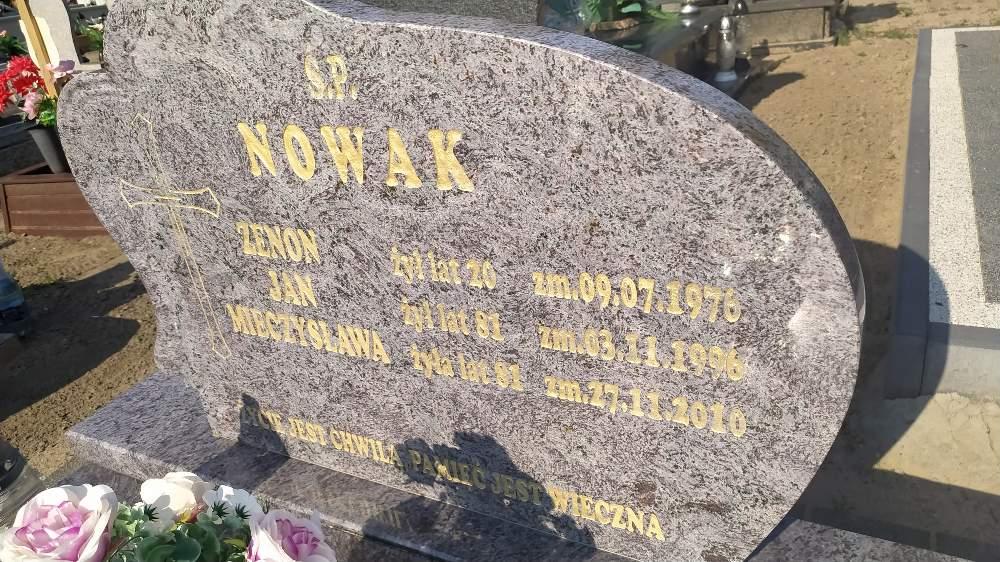 Ś.P.
NOWAK
ZENON żył lat 20 zm.09.07.1976
JAN żył lat 81 zm.03.11.1996
MIECZYSŁAWA żyła lat 91 zm.27.11.2010
ŻYCIE JEST CHWILĄ PAMIĘĆ JEST WIECZNA